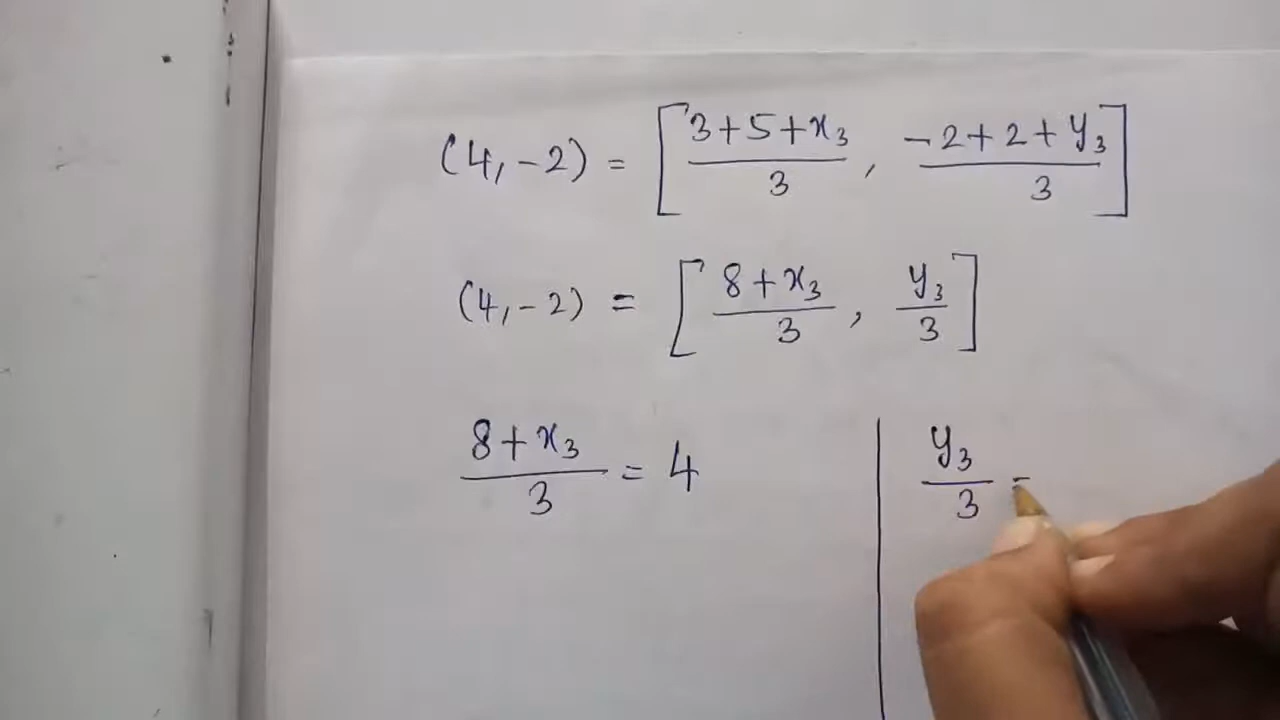 (4, -2) = [ (3+5+x₃)/3 , (-2+2+y₃)/3 ]
(4, -2) = [ (8+x₃)/3 , y₃/3 ]
(8+x₃)/3 = 4 | y₃/3 =